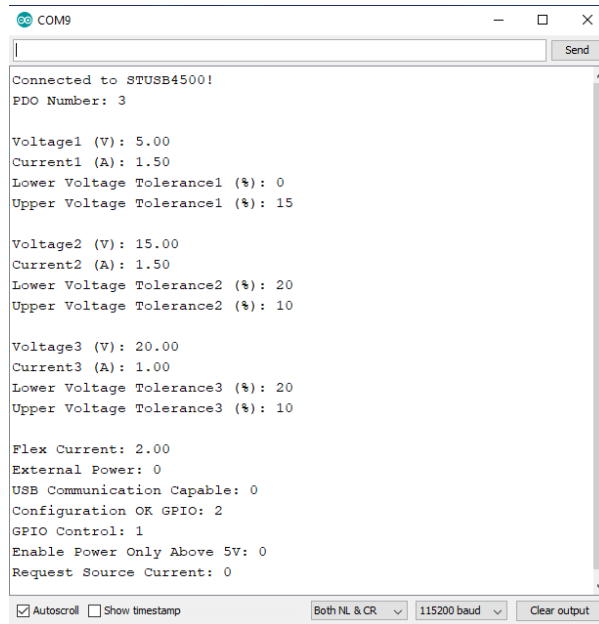 COM9
Send
Connected to STUSB4500!
PDO Number: 3
Voltage1 (V): 5.00
Current1 (A): 1.50
Lower Voltage Tolerance1 (%): 0
Upper Voltage Tolerance1 (%): 15
Voltage2 (V): 15.00
Current2 (A): 1.50
Lower Voltage Tolerance2 (%): 20
Upper Voltage Tolerance2 (%): 10
Voltage3 (V): 20.00
Current3 (A): 1.00
Lower Voltage Tolerance3 (%): 20
Upper Voltage Tolerance3 (%): 10
Flex Current: 2.00
External Power: 0
USB Communication Capable: 0
Configuration OK GPIO: 2
GPIO Control: 1
Enable Power Only Above 5V: 0
Request Source Current: 0
Autoscroll Show timestamp Both NL & CR 115200 baud Clear output